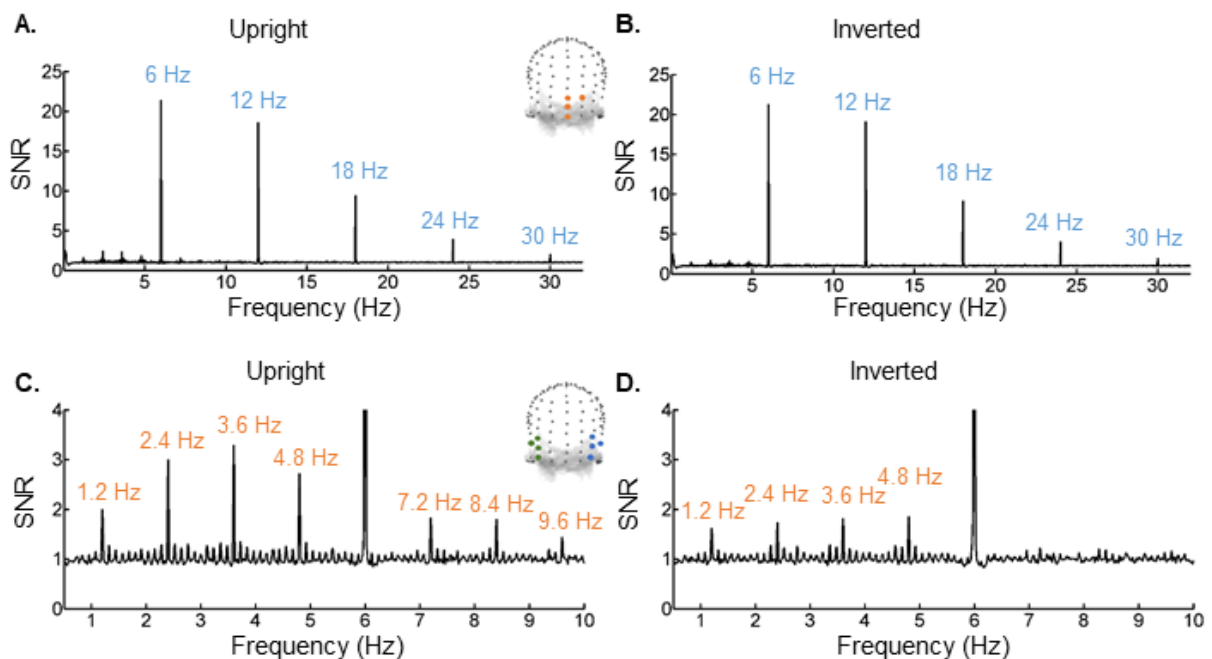 A.
Upright
25
20
15
10
5
0
SNR
6 Hz
12 Hz
18 Hz
24 Hz
30 Hz
5
10
15
20
25
30
Frequency (Hz)
B.
Inverted
25
20
15
10
5
0
SNR
6 Hz
12 Hz
18 Hz
24 Hz
30 Hz
5
10
15
20
25
30
Frequency (Hz)
C.
Upright
4
3
2
1
0
SNR
1.2 Hz
2.4 Hz
3.6 Hz
4.8 Hz
7.2 Hz
8.4 Hz
9.6 Hz
1
2
3
4
5
6
7
8
9
10
Frequency (Hz)
D.
Inverted
4
3
2
1
0
SNR
1.2 Hz
2.4 Hz
3.6 Hz
4.8 Hz
1
2
3
4
5
6
7
8
9
10
Frequency (Hz)